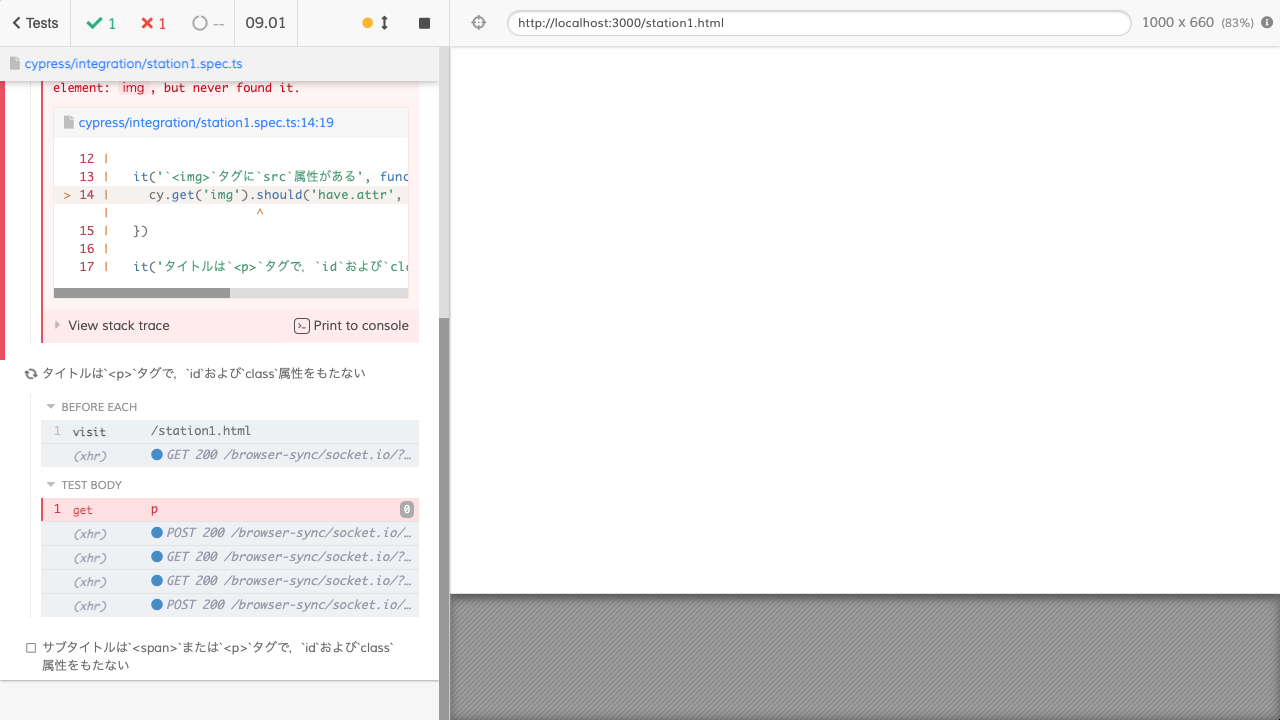 Tests
1
1
--
09.01
http://localhost:3000/station1.html
1000 x 660 (83%)
cypress/integration/station1.spec.ts
element: img , but never found it.
cypress/integration/station1.spec.ts:14:19
12 |
13 | it('`<img>`タグに`src`属性がある', func
> 14 | cy.get('img').should('have.attr',
| ^
15 | })
16 |
17 | it('タイトルは`<p>`タグで，`id`および`cla
View stack trace
Print to console
タイトルは`<p>`タグで，`id`および`class`属性をもたない
BEFORE EACH
1 visit /station1.html
(xhr) GET 200 /browser-sync/socket.io/?…
TEST BODY
1 get p 0
(xhr) POST 200 /browser-sync/socket.io/…
(xhr) GET 200 /browser-sync/socket.io/?…
(xhr) GET 200 /browser-sync/socket.io/?…
(xhr) POST 200 /browser-sync/socket.io/…
サブタイトルは`<span>`または`<p>`タグで，`id`および`class`
属性をもたない